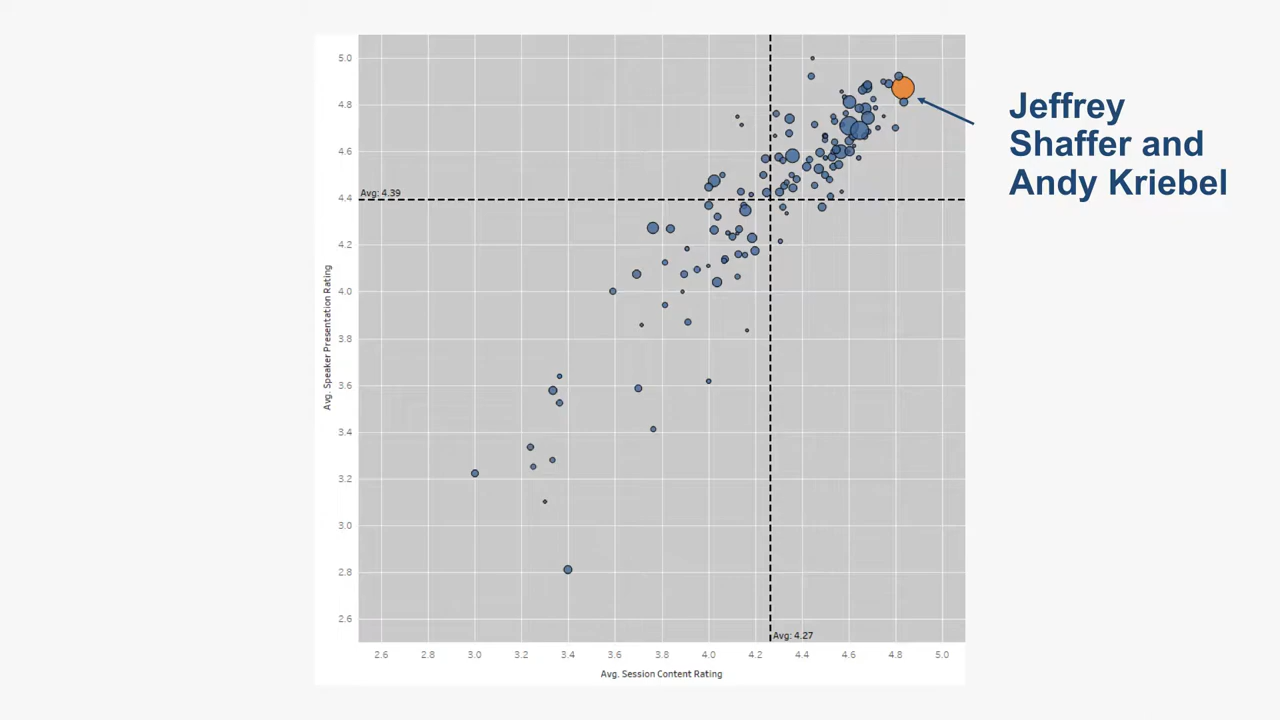 Jeffrey
Shaffer and
Andy Kriebel
Avg. Speaker Presentation Rating
5.0
4.8
4.6
4.4
4.2
4.0
3.8
3.6
3.4
3.2
3.0
2.8
2.6
Avg: 4.39
Avg: 4.27
2.6 2.8 3.0 3.2 3.4 3.6 3.8 4.0 4.2 4.4 4.6 4.8 5.0
Avg. Session Content Rating